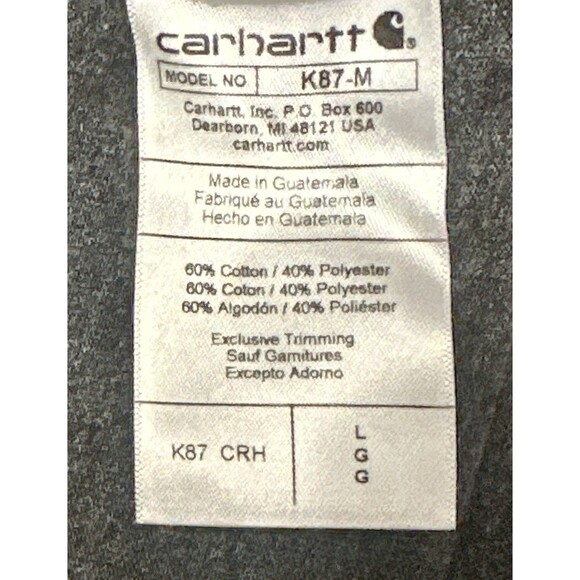 carhartt
MODEL NO K87-M
Carhartt, Inc. P.O. Box 600
Dearborn, MI 48121 USA
carhartt.com
Made in Guatemala
Fabriqué au Guatemala
Hecho en Guatemala
60% Cotton / 40% Polyester
60% Coton / 40% Polyester
60% Algodón / 40% Poliéster
Exclusive Trimming
Sauf Garnitures
Excepto Adorno
K87 CRH
L
G
G